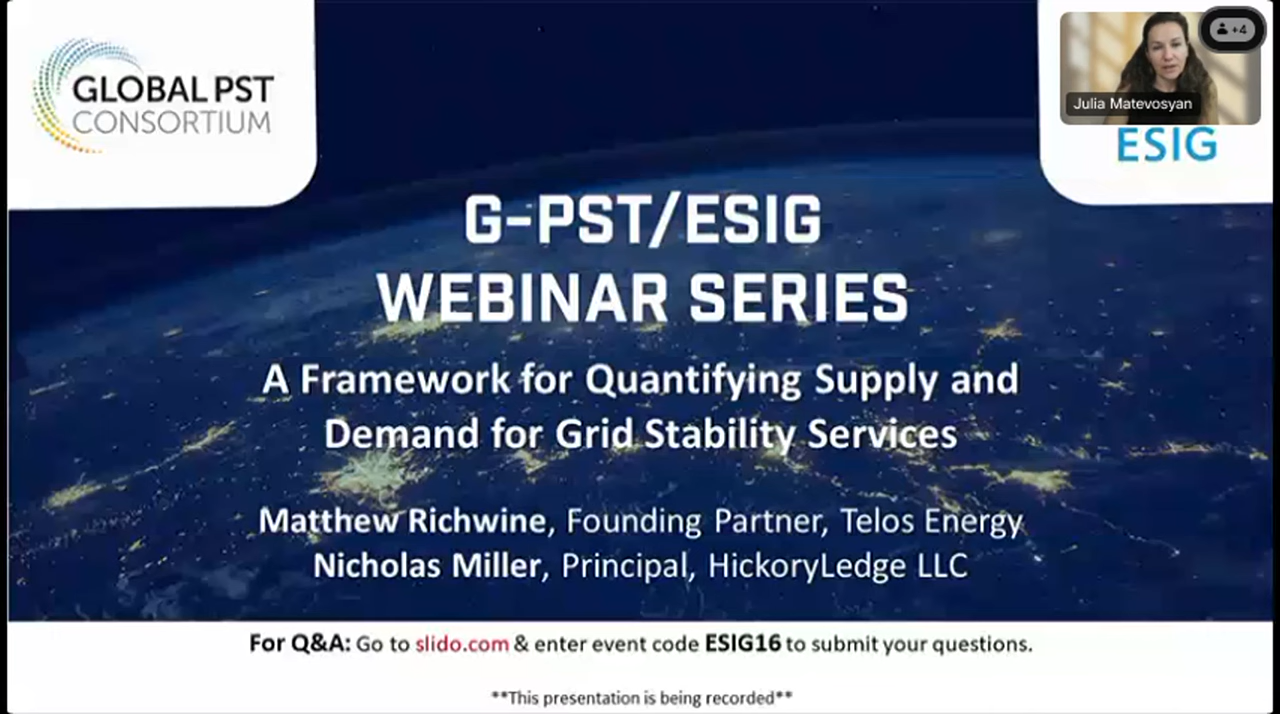 GLOBAL PST
CONSORTIUM
+4
Julia Matevosyan
ESIG
G-PST/ESIG
WEBINAR SERIES
A Framework for Quantifying Supply and
Demand for Grid Stability Services
Matthew Richwine, Founding Partner, Telos Energy
Nicholas Miller, Principal, HickoryLedge LLC
For Q&A: Go to slido.com & enter event code ESIG16 to submit your questions.
**This presentation is being recorded**